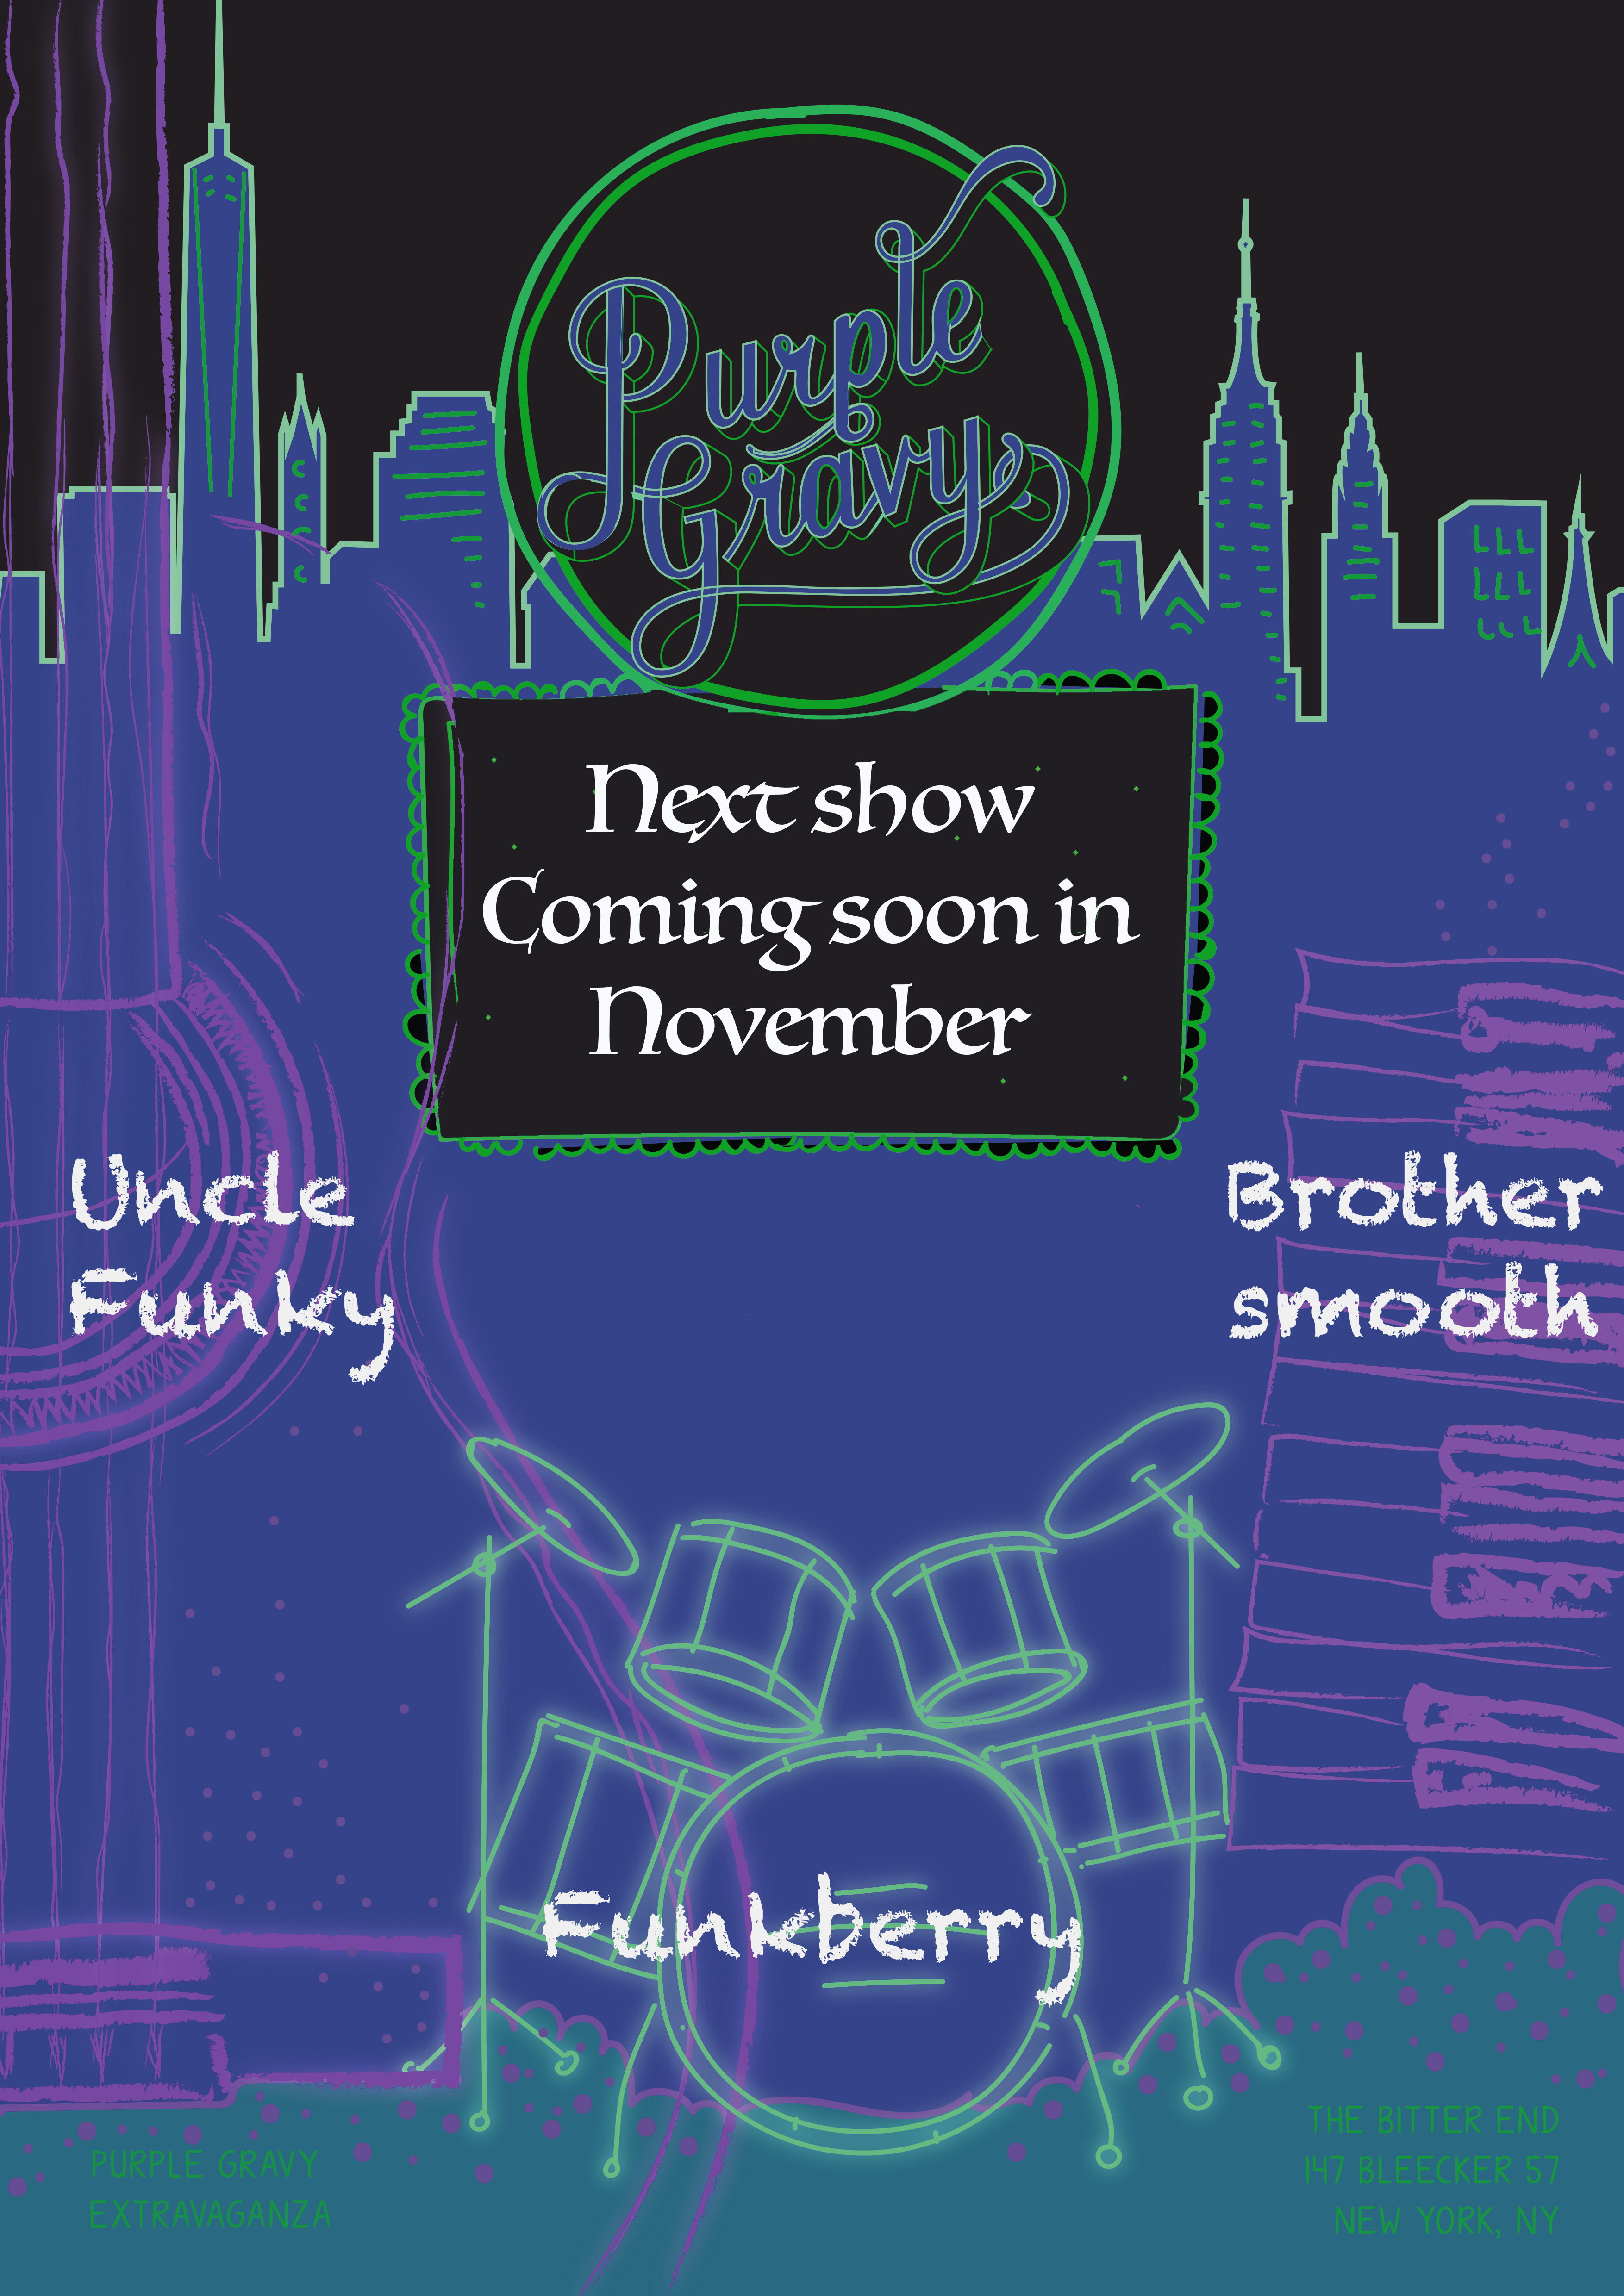 Purple
Gravy
Next show
Coming soon in
November
Uncle
Funky
Brother
smooth
Funkberry
PURPLE GRAVY
EXTRAVAGANZA
THE BITTER END
147 BLEECKER ST
NEW YORK, NY